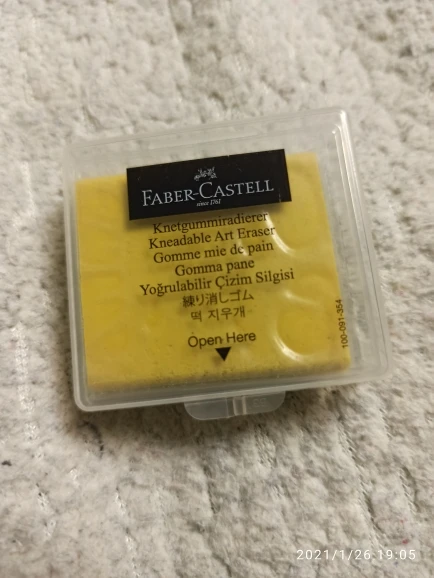 FABER-CASTELL
since 1761
Knetgummiradierer
Kneadable Art Eraser
Gomme mie de pain
Gomma pane
Yoğrulabilir Çizim Silgisi
練り消しゴム
떡 지우개
Open Here
100-091-354
2021/1/26 19:05